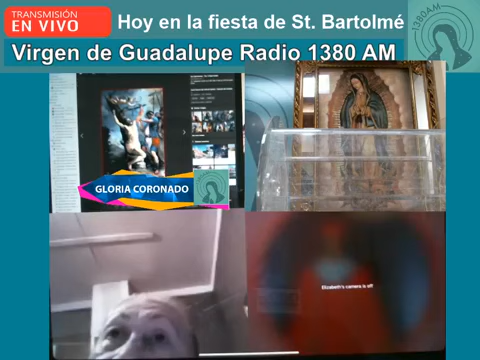 TRANSMISIÓN
EN VIVO
Hoy en la fiesta de St. Bartolmé
Virgen de Guadalupe Radio 1380 AM
1380AM
GLORIA CORONADO
Elizabeth's camera is off